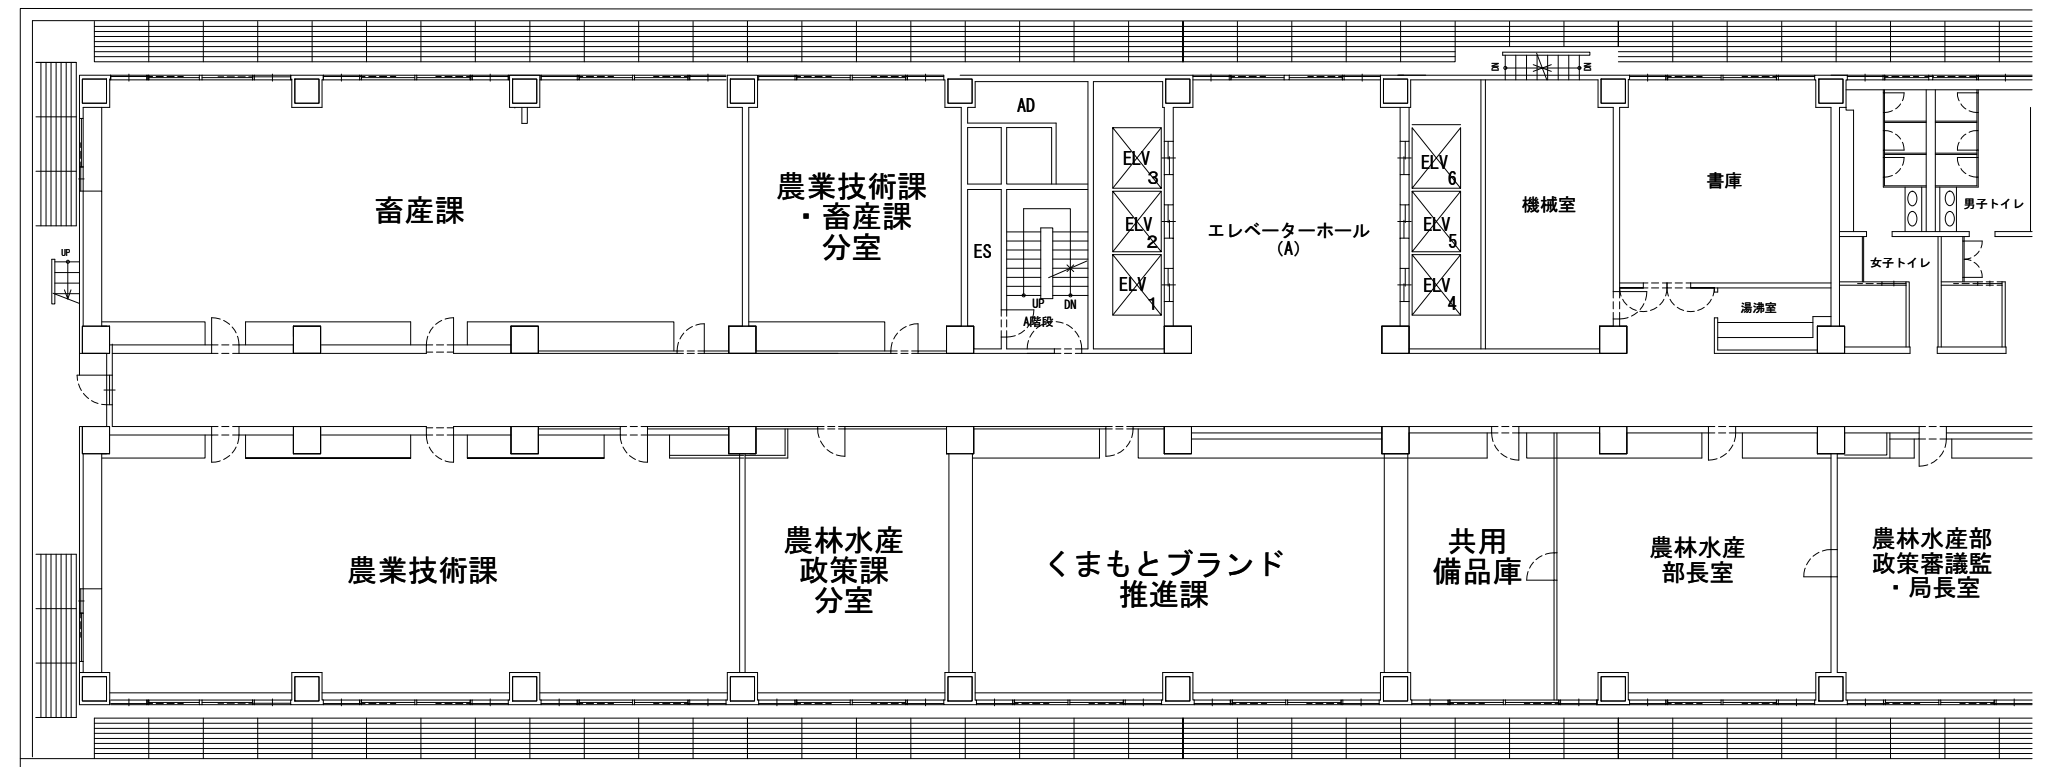 DN
DN
AD
ELV
3
ELV
6
農業技術課
・畜産課
分室
畜産課
書庫
機械室
男子トイレ
ELV
2
ELV
5
エレベーターホール
(A)
ES
UP
女子トイレ
ELV
1
ELV
4
UP
DN
A階段
湯沸室
農業技術課
農林水産
政策課
分室
くまもとブランド
推進課
共用
備品庫
農林水産
部長室
農林水産部
政策審議監
・局長室